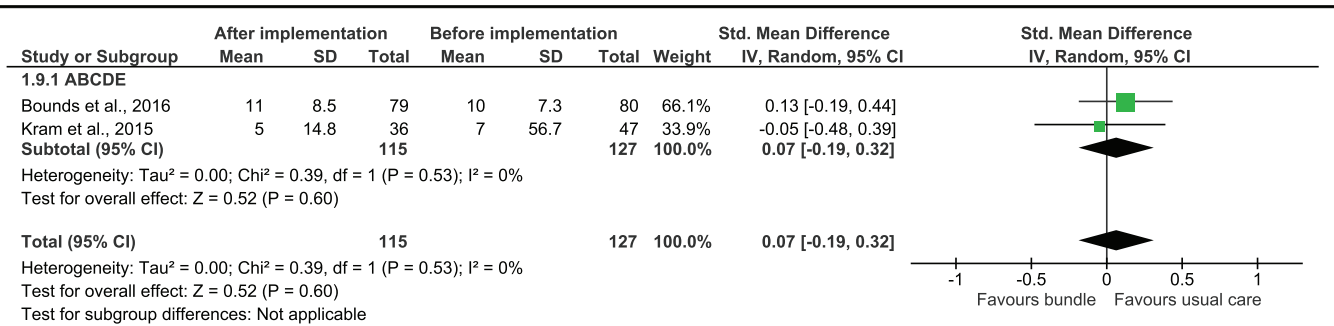 After implementation Before implementation Std. Mean Difference Std. Mean Difference
Study or Subgroup Mean SD Total Mean SD Total Weight IV, Random, 95% CI IV, Random, 95% CI
1.9.1 ABCDE
Bounds et al., 2016 11 8.5 79 10 7.3 80 66.1% 0.13 [-0.19, 0.44]
Kram et al., 2015 5 14.8 36 7 56.7 47 33.9% -0.05 [-0.48, 0.39]
Subtotal (95% CI) 115 127 100.0% 0.07 [-0.19, 0.32]
Heterogeneity: Tau² = 0.00; Chi² = 0.39, df = 1 (P = 0.53); I² = 0%
Test for overall effect: Z = 0.52 (P = 0.60)
Total (95% CI) 115 127 100.0% 0.07 [-0.19, 0.32]
Heterogeneity: Tau² = 0.00; Chi² = 0.39, df = 1 (P = 0.53); I² = 0%
Test for overall effect: Z = 0.52 (P = 0.60)
Test for subgroup differences: Not applicable
-1 -0.5 0 0.5 1
Favours bundle Favours usual care